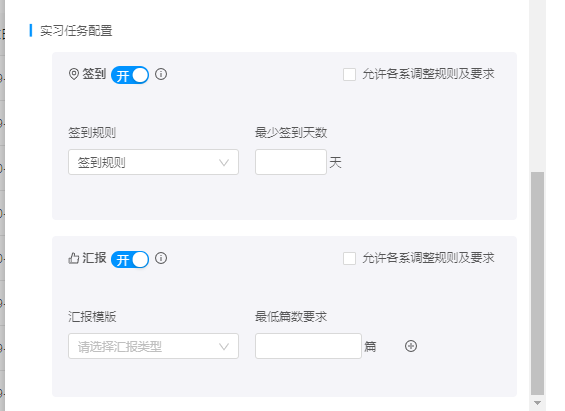 实习任务配置
签到 开 允许各系调整规则及要求
签到规则 最少签到天数
签到规则 天
汇报 开 允许各系调整规则及要求
汇报模版 最低篇数要求
请选择汇报类型 篇